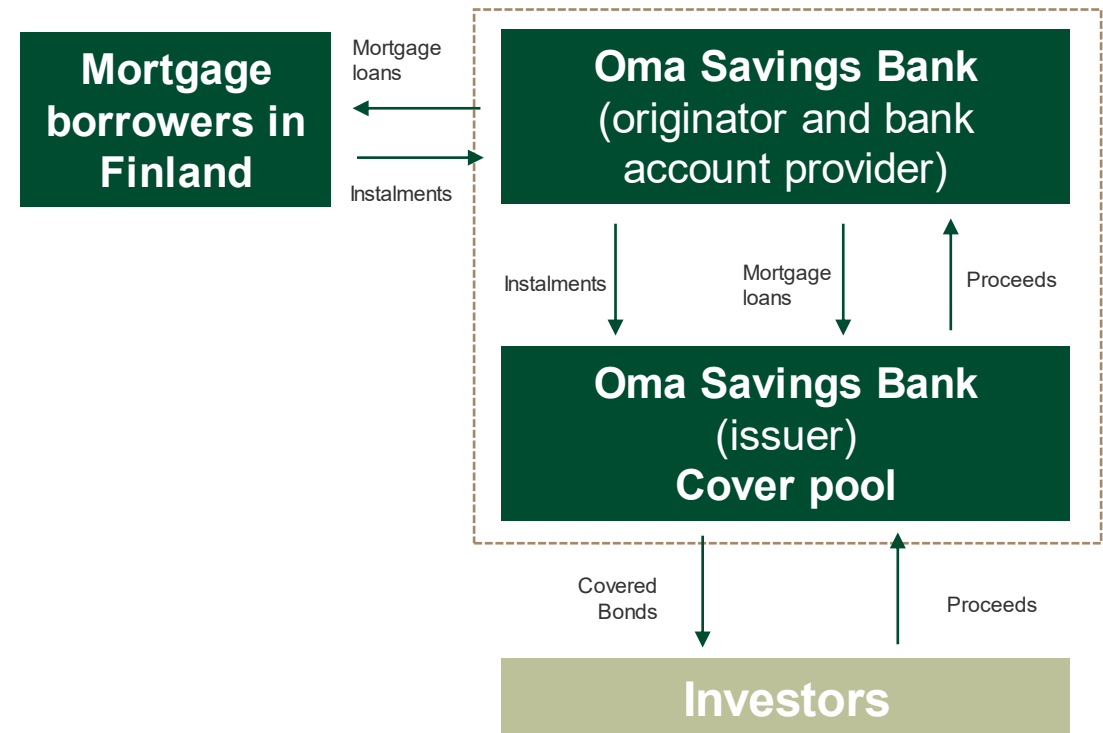 Mortgage
borrowers in
Finland
Mortgage
loans
Instalments
Oma Savings Bank
(originator and bank
account provider)
Instalments
Mortgage
loans
Proceeds
Oma Savings Bank
(issuer)
Cover pool
Covered
Bonds
Proceeds
Investors